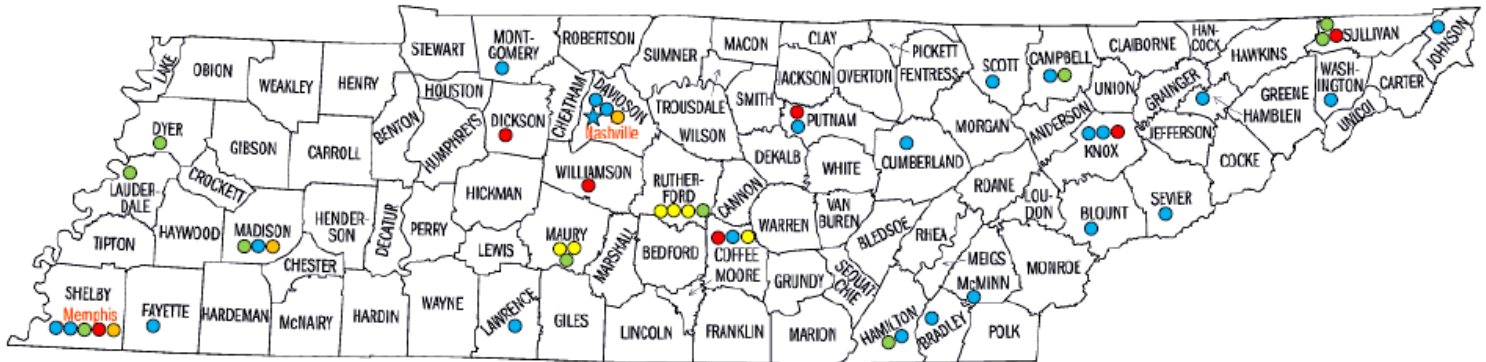 LAKE
OBION
WEAKLEY
HENRY
STEWART
MONT-
GOMERY
ROBERTSON
SUMNER
MACON
CLAY
PICKETT
FENTRESS
SCOTT
CAMPBELL
CLAIBORNE
HAN-
COCK
HAWKINS
SULLIVAN
JOHNSON
HOUSTON
CHEATHAM
DAVIDSON
Nashville
TROUSDALE
WILSON
SMITH
JACKSON
OVERTON
PUTNAM
MORGAN
ANDERSON
UNION
GRAINGER
HAMBLEN
GREENE
WASH-
INGTON
CARTER
UNICOI
DYER
GIBSON
CARROLL
BENTON
HUMPHREYS
DICKSON
DEKALB
WHITE
CUMBERLAND
KNOX
JEFFERSON
COCKE
LAUDER-
DALE
CROCKETT
HICKMAN
WILLIAMSON
RUTHER-
FORD
CANNON
WARREN
VAN
BUREN
BLEDSOE
RHEA
ROANE
LOU-
DON
BLOUNT
SEVIER
TIPTON
HAYWOOD
MADISON
HENDER-
SON
CHESTER
DECATUR
PERRY
LEWIS
MAURY
MARSHALL
BEDFORD
COFFEE
MOORE
GRUNDY
SEQUAT
CHIE
MEIGS
McMINN
MONROE
SHELBY
Memphis
FAYETTE
HARDEMAN
McNAIRY
HARDIN
WAYNE
LAWRENCE
GILES
LINCOLN
FRANKLIN
MARION
HAMILTON
BRADLEY
POLK